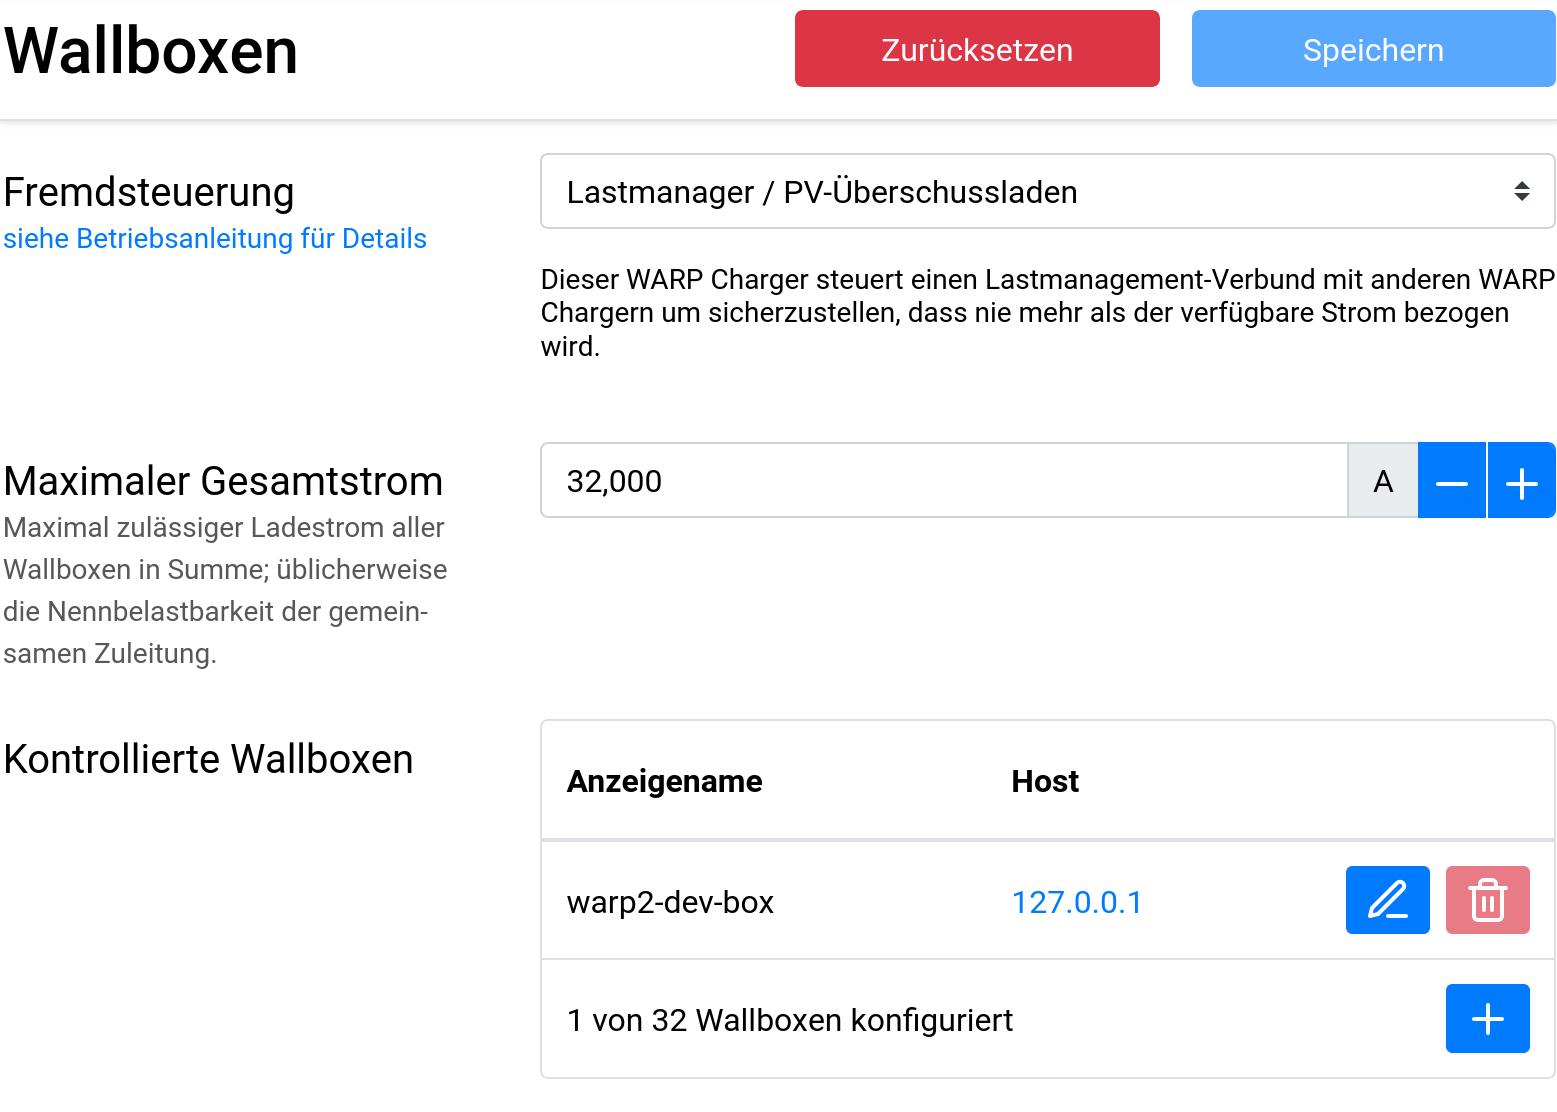 Wallboxen
Zurücksetzen
Speichern
Fremdsteuerung
siehe Betriebsanleitung für Details
Lastmanager / PV-Überschussladen
Dieser WARP Charger steuert einen Lastmanagement-Verbund mit anderen WARP
Chargern um sicherzustellen, dass nie mehr als der verfügbare Strom bezogen
wird.
Maximaler Gesamtstrom
Maximal zulässiger Ladestrom aller
Wallboxen in Summe; üblicherweise
die Nennbelastbarkeit der gemein-
samen Zuleitung.
32,000
A
Kontrollierte Wallboxen
Anzeigename
Host
warp2-dev-box
127.0.0.1
1 von 32 Wallboxen konfiguriert